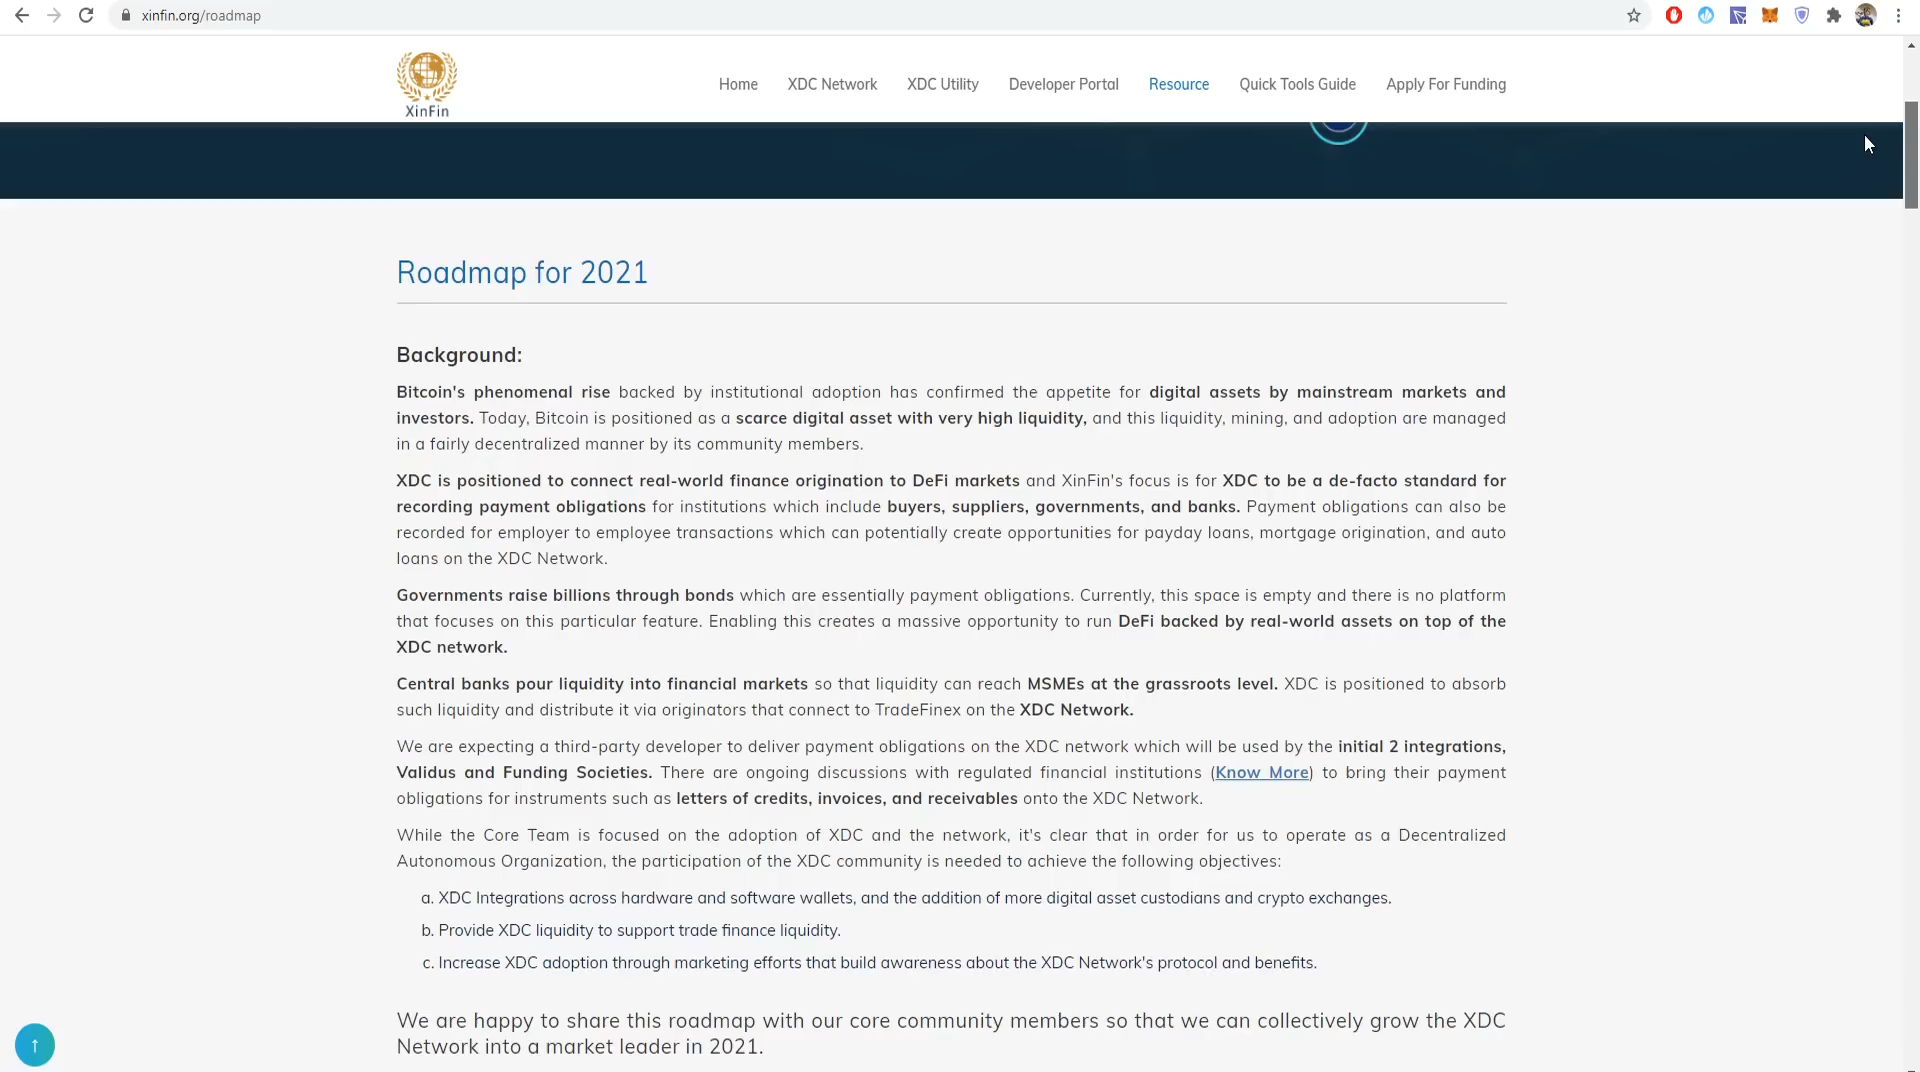 xinfin.org/roadmap
XinFin
Home XDC Network XDC Utility Developer Portal Resource Quick Tools Guide Apply For Funding
Roadmap for 2021
Background:
Bitcoin's phenomenal rise backed by institutional adoption has confirmed the appetite for digital assets by mainstream markets and
investors. Today, Bitcoin is positioned as a scarce digital asset with very high liquidity, and this liquidity, mining, and adoption are managed
in a fairly decentralized manner by its community members.
XDC is positioned to connect real-world finance origination to DeFi markets and XinFin's focus is for XDC to be a de-facto standard for
recording payment obligations for institutions which include buyers, suppliers, governments, and banks. Payment obligations can also be
recorded for employer to employee transactions which can potentially create opportunities for payday loans, mortgage origination, and auto
loans on the XDC Network.
Governments raise billions through bonds which are essentially payment obligations. Currently, this space is empty and there is no platform
that focuses on this particular feature. Enabling this creates a massive opportunity to run DeFi backed by real-world assets on top of the
XDC network.
Central banks pour liquidity into financial markets so that liquidity can reach MSMEs at the grassroots level. XDC is positioned to absorb
such liquidity and distribute it via originators that connect to TradeFinex on the XDC Network.
We are expecting a third-party developer to deliver payment obligations on the XDC network which will be used by the initial 2 integrations,
Validus and Funding Societies. There are ongoing discussions with regulated financial institutions (Know More) to bring their payment
obligations for instruments such as letters of credits, invoices, and receivables onto the XDC Network.
While the Core Team is focused on the adoption of XDC and the network, it's clear that in order for us to operate as a Decentralized
Autonomous Organization, the participation of the XDC community is needed to achieve the following objectives:
a. XDC Integrations across hardware and software wallets, and the addition of more digital asset custodians and crypto exchanges.
b. Provide XDC liquidity to support trade finance liquidity.
c. Increase XDC adoption through marketing efforts that build awareness about the XDC Network's protocol and benefits.
We are happy to share this roadmap with our core community members so that we can collectively grow the XDC
Network into a market leader in 2021.